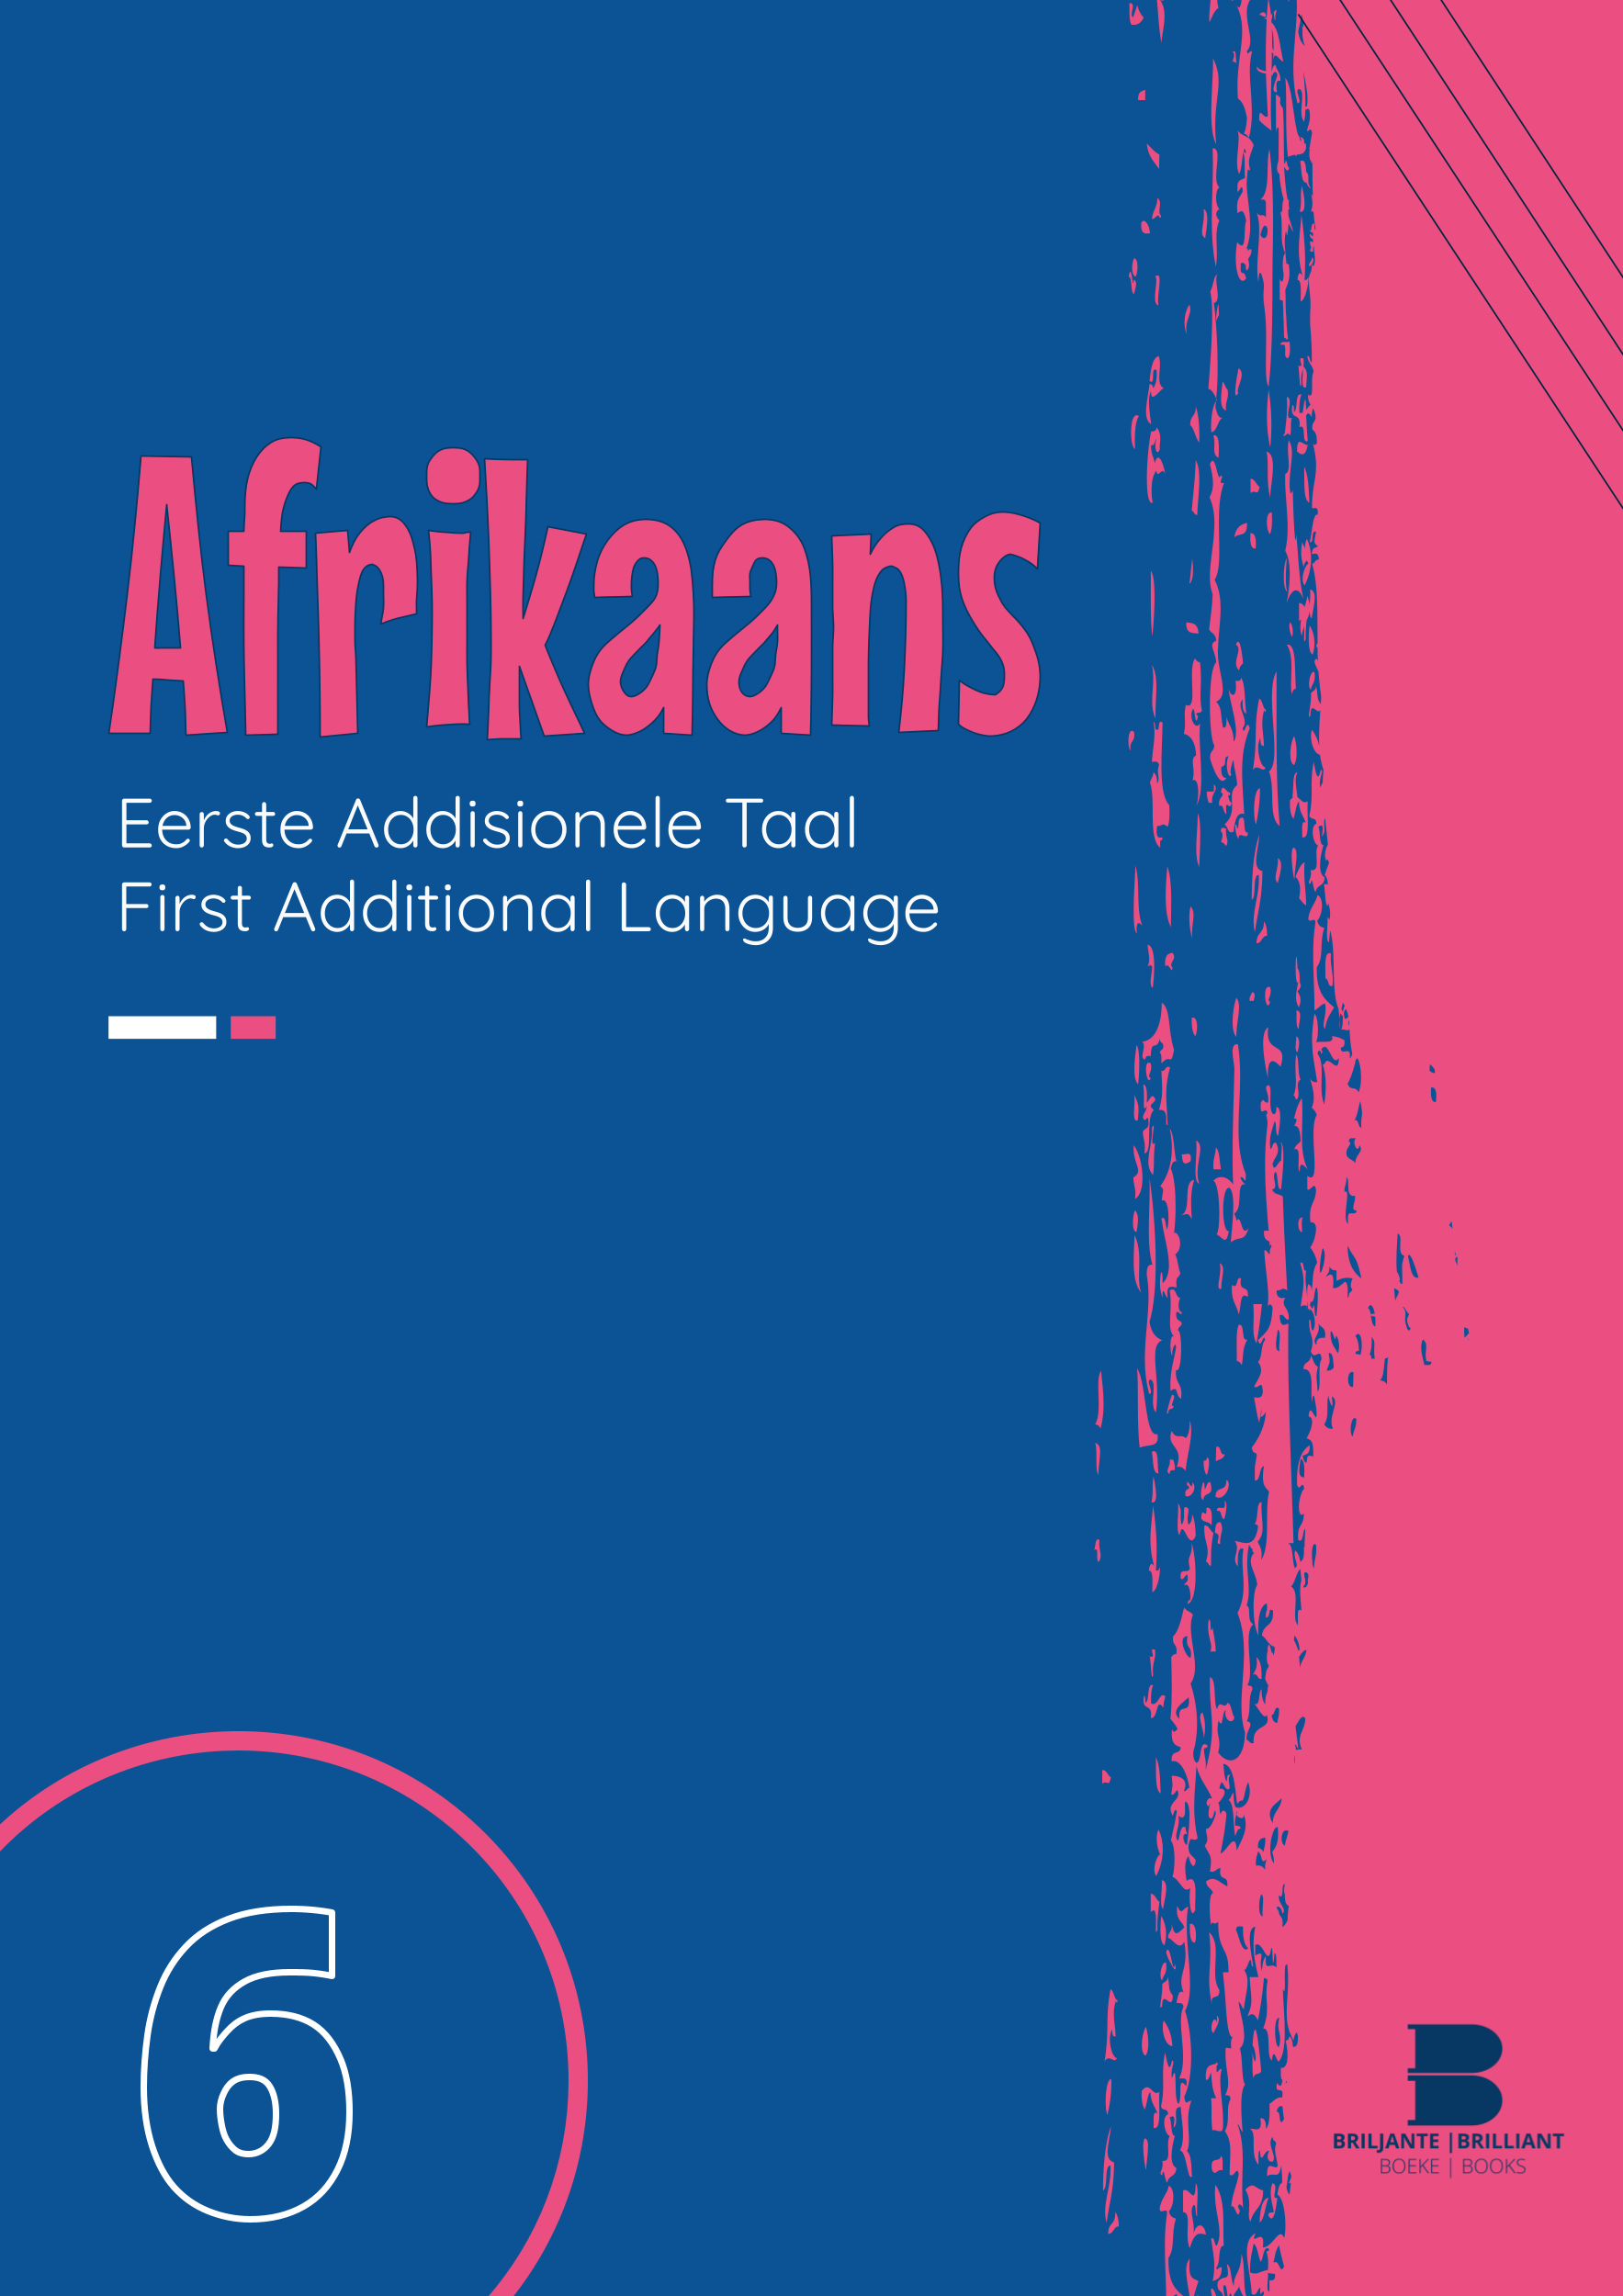 Afrikaans
Eerste Addisionele Taal
First Additional Language
6
BRILJANTE | BRILLIANT
BOEKE | BOOKS